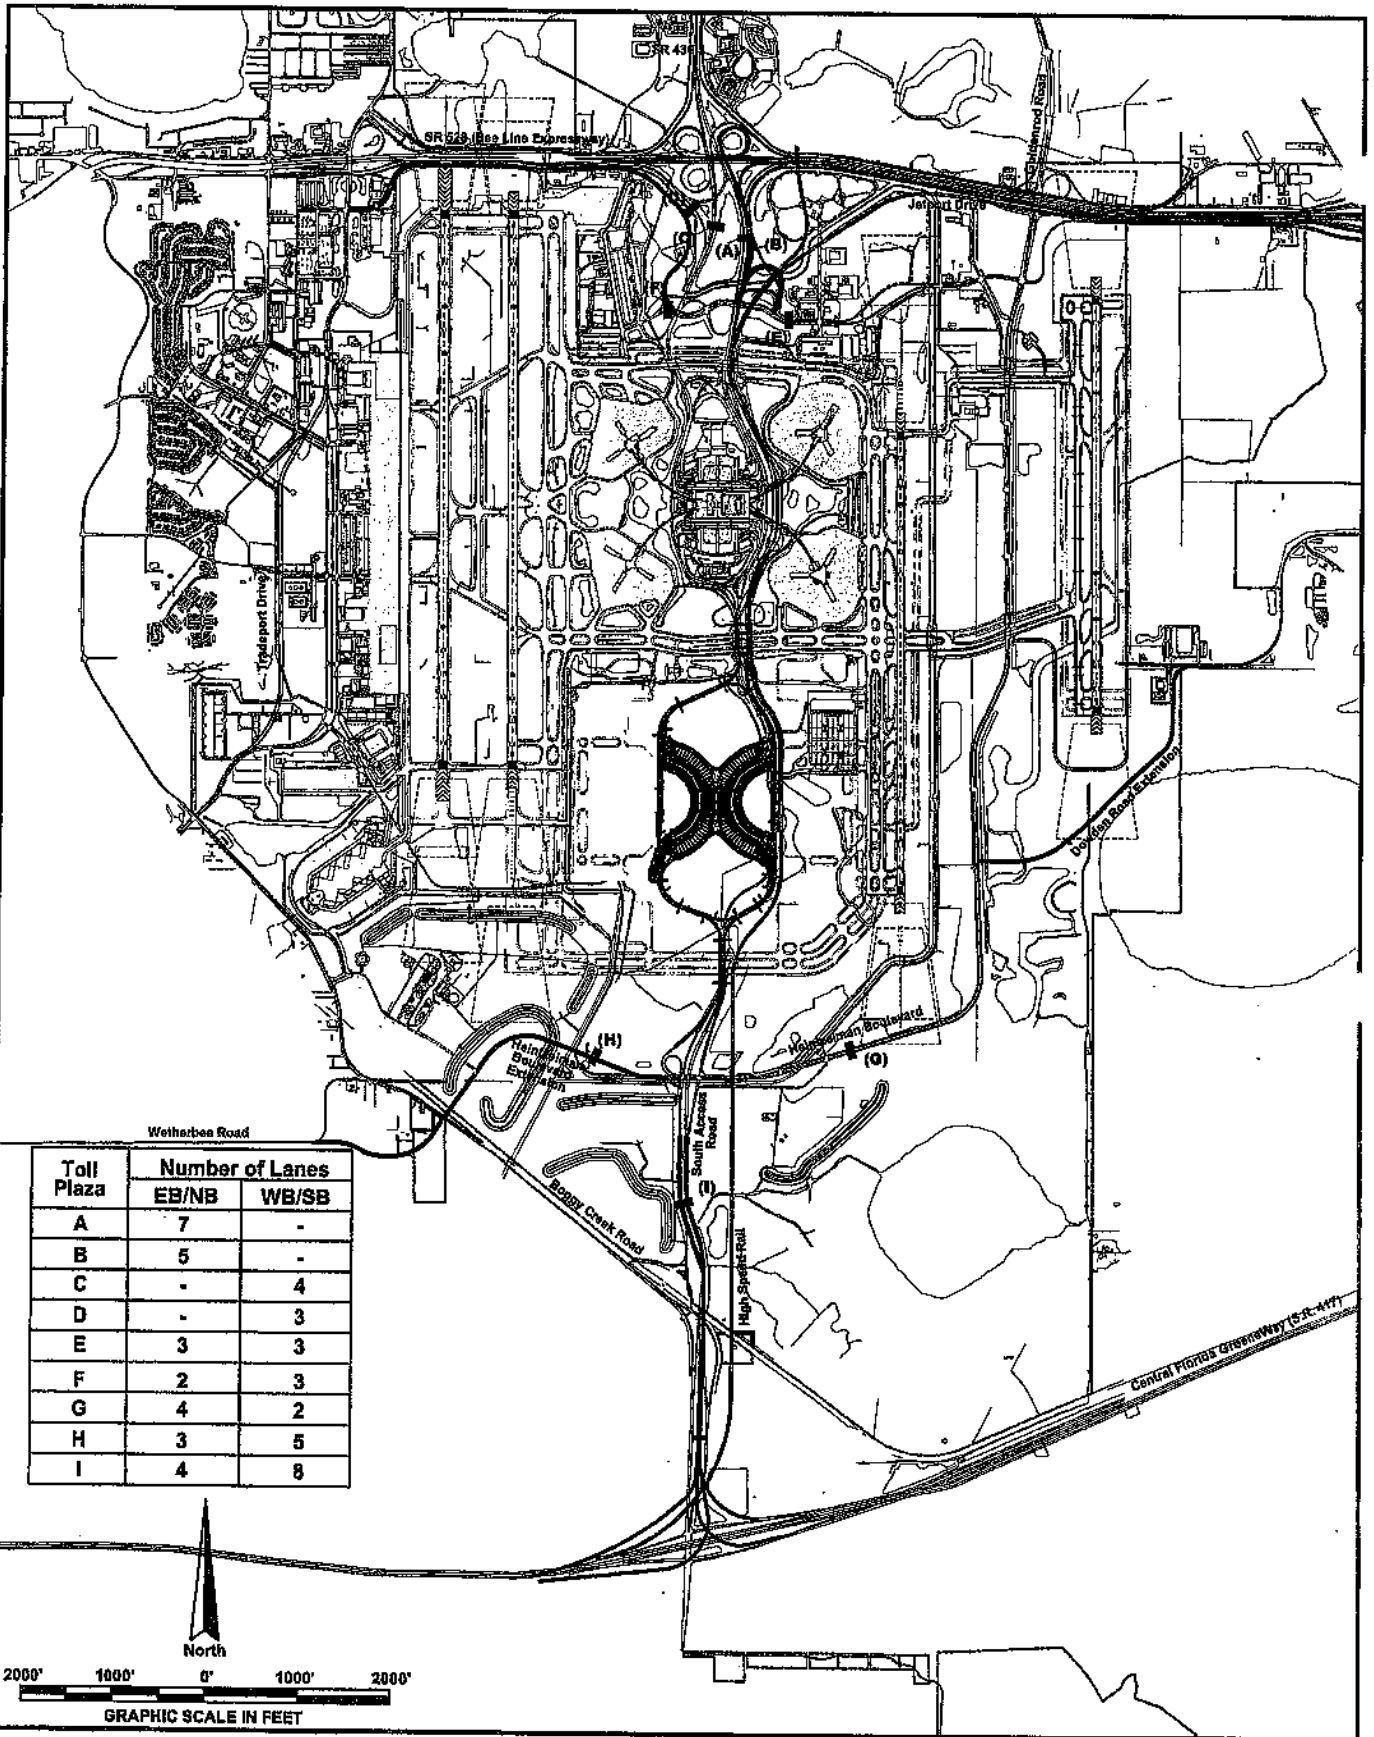 SR 436
SR 528 (Bee Line Expressway)
Goldenrod Road
Jetport Drive
(C)
(A)
(B)
(E)
Tradeport Drive
Dowden Road Extension
Heintzelman Boulevard
(G)
(H)
Heintzelman
Boulevard
Extension
South Access
Road
(I)
Wetherbee Road
Boggy Creek Road
High Speed Rail
Central Florida GreeneWay (S.R. 417)
Toll Plaza | Number of Lanes
EB/NB | WB/SB
A | 7 | -
B | 5 | -
C | - | 4
D | - | 3
E | 3 | 3
F | 2 | 3
G | 4 | 2
H | 3 | 5
I | 4 | 8
North
2000' 1000' 0' 1000' 2000'
GRAPHIC SCALE IN FEET